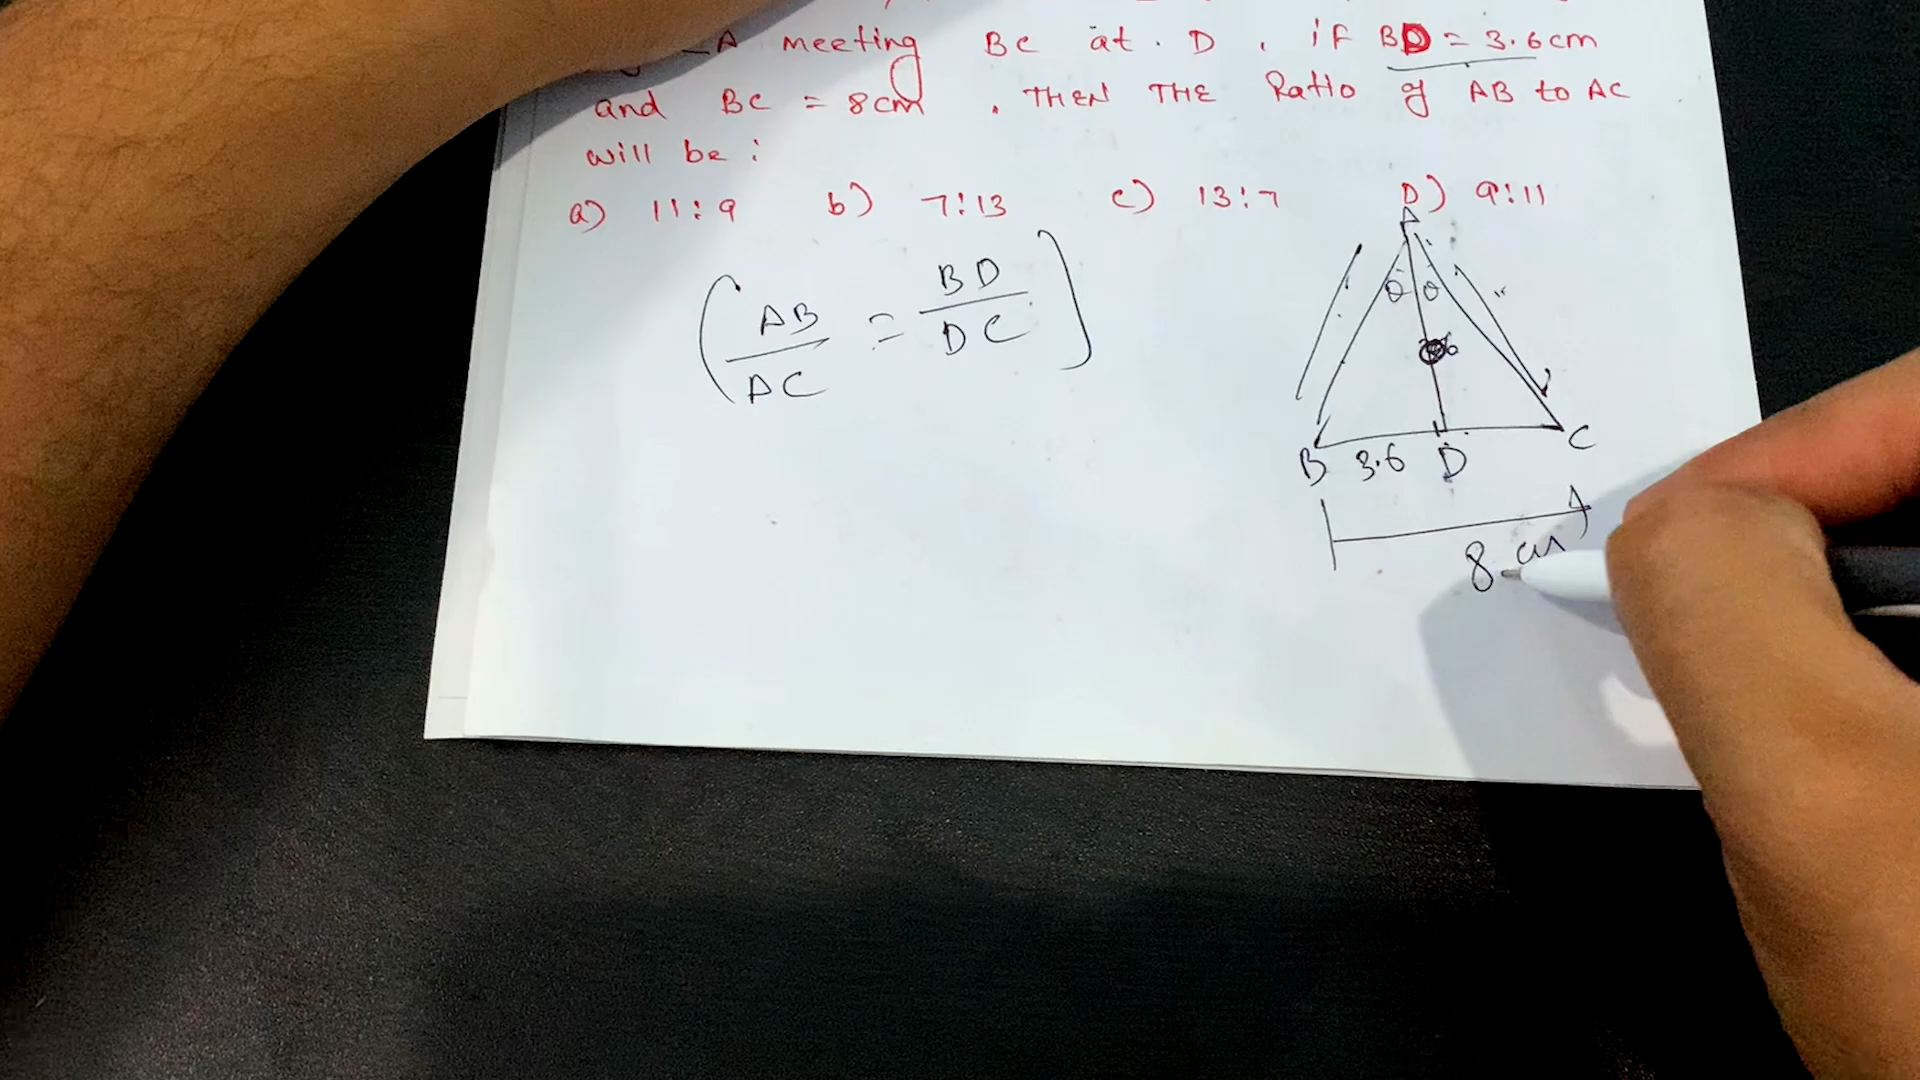 A meeting BC at. D, if BD = 3.6cm
and BC = 8cm. THEN THE Ratio of AB to AC
will be:
a) 11:9 b) 7:13 c) 13:7 D) 9:11
AB/AC = BD/DC
A
θ θ
B 3.6 D C
8 cm